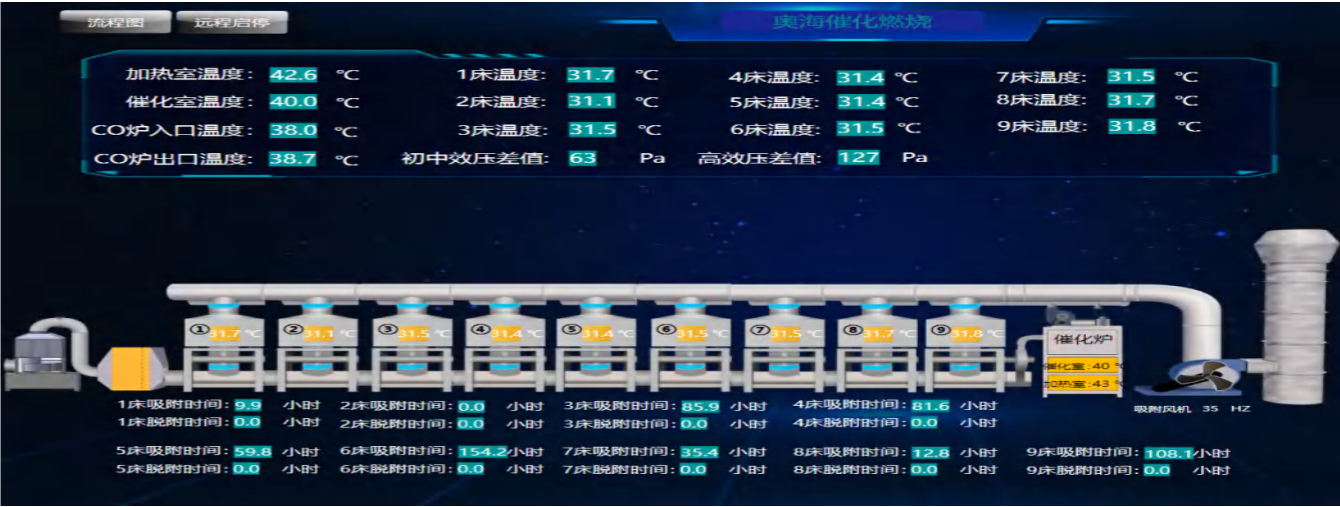 流程图 远程启停 奥海催化燃烧
加热室温度: 42.6 ℃ 1床温度: 31.7 ℃ 4床温度: 31.4 ℃ 7床温度: 31.5 ℃
催化室温度: 40.0 ℃ 2床温度: 31.1 ℃ 5床温度: 31.4 ℃ 8床温度: 31.7 ℃
CO炉入口温度: 38.0 ℃ 3床温度: 31.5 ℃ 6床温度: 31.5 ℃ 9床温度: 31.8 ℃
CO炉出口温度: 38.7 ℃ 初中效压差值: 63 Pa 高效压差值: 127 Pa
① 31.7 ℃ ② 31.1 ℃ ③ 31.5 ℃ ④ 31.4 ℃ ⑤ 31.4 ℃ ⑥ 31.5 ℃ ⑦ 31.5 ℃ ⑧ 31.7 ℃ ⑨ 31.8 ℃
催化炉
催化室:40 ℃
加热室:43 ℃
吸附风机 35 HZ
1床吸附时间: 9.9 小时 2床吸附时间: 0.0 小时 3床吸附时间: 85.9 小时 4床吸附时间: 81.6 小时
1床脱附时间: 0.0 小时 2床脱附时间: 0.0 小时 3床脱附时间: 0.0 小时 4床脱附时间: 0.0 小时
5床吸附时间: 59.8 小时 6床吸附时间: 154.2小时 7床吸附时间: 35.4 小时 8床吸附时间: 12.8 小时 9床吸附时间: 108.1小时
5床脱附时间: 0.0 小时 6床脱附时间: 0.0 小时 7床脱附时间: 0.0 小时 8床脱附时间: 0.0 小时 9床脱附时间: 0.0 小时